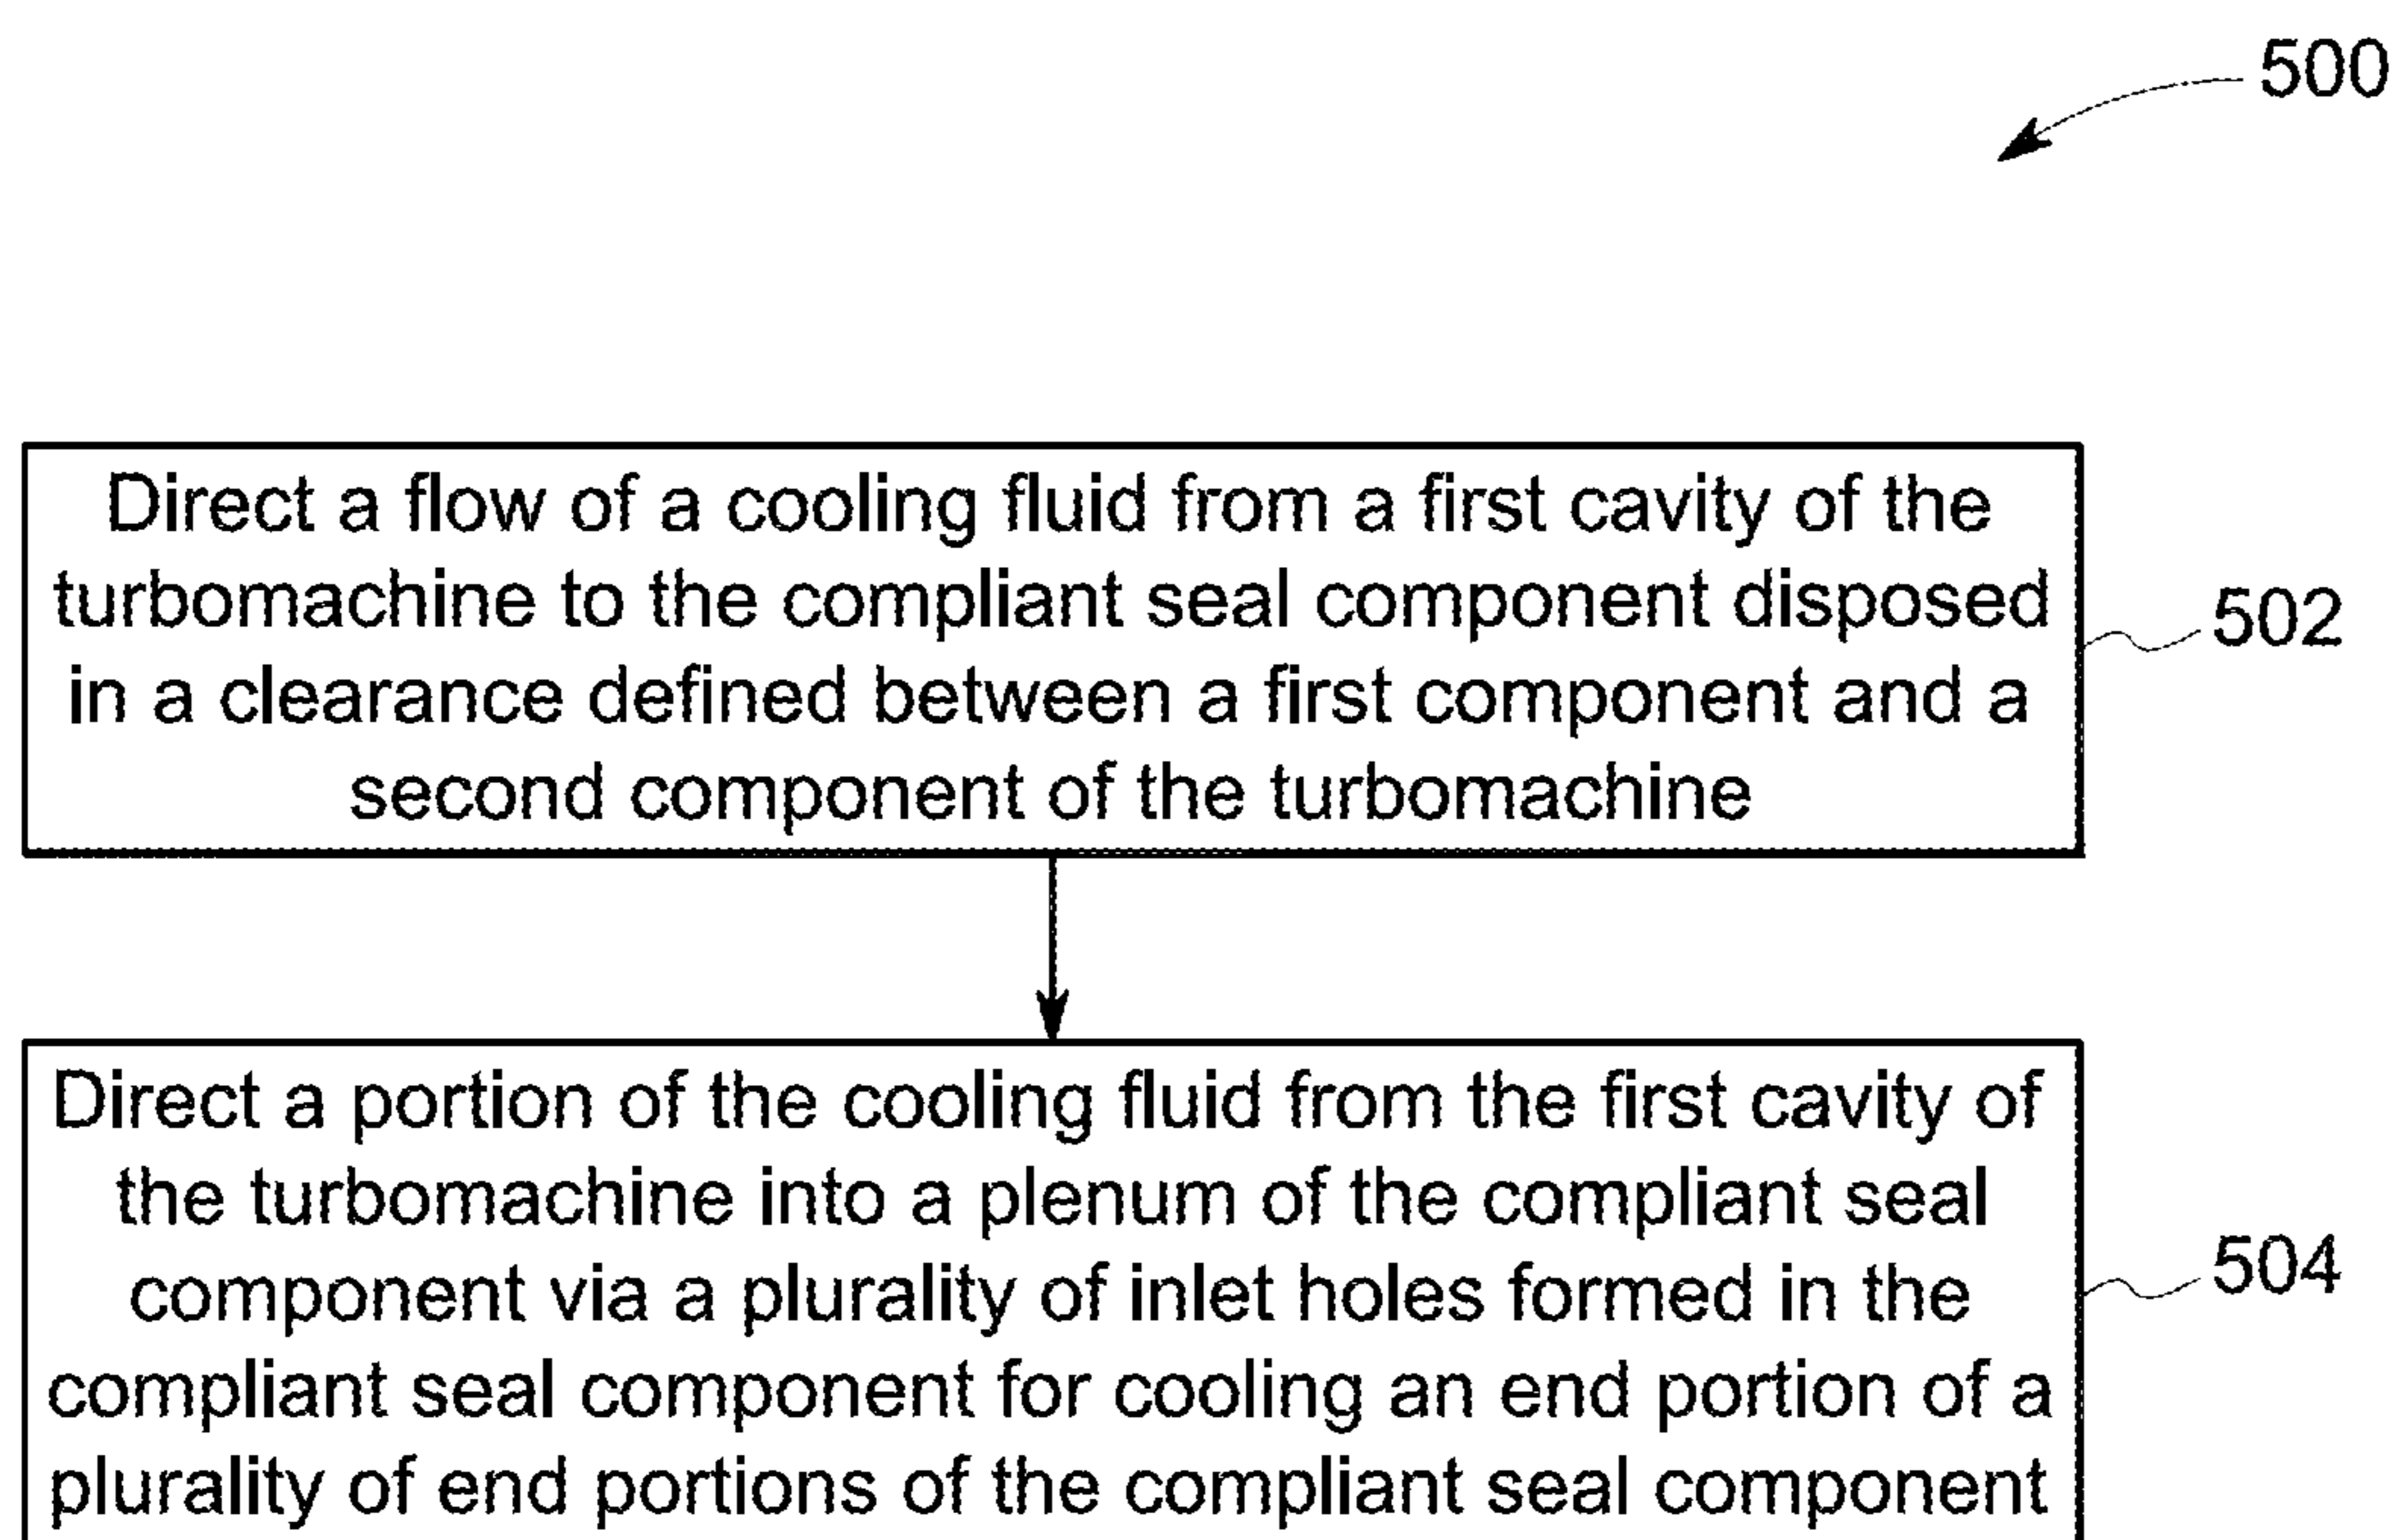 500
Direct a flow of a cooling fluid from a first cavity of the
turbomachine to the compliant seal component disposed
in a clearance defined between a first component and a
second component of the turbomachine
502
Direct a portion of the cooling fluid from the first cavity of
the turbomachine into a plenum of the compliant seal
component via a plurality of inlet holes formed in the
compliant seal component for cooling an end portion of a
plurality of end portions of the compliant seal component
504